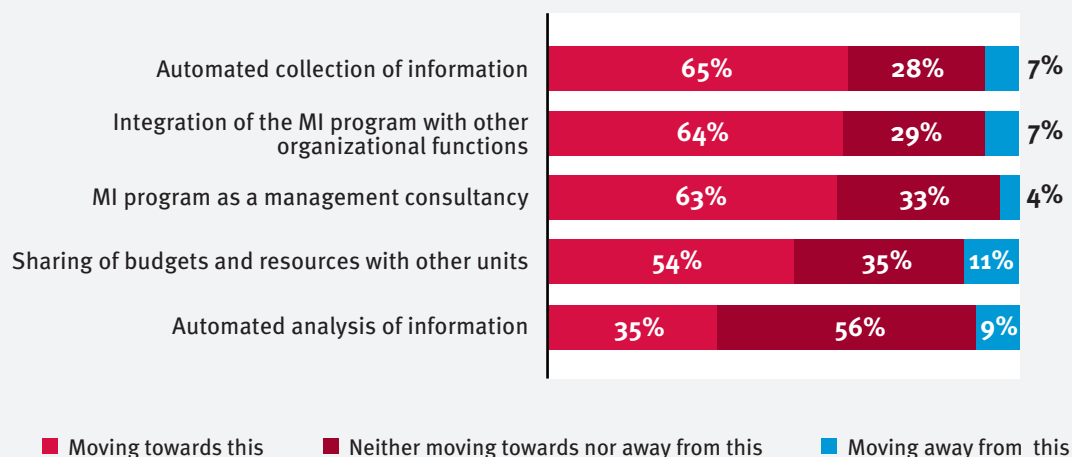 Automated collection of information
65% 28% 7%
Integration of the MI program with other
organizational functions
64% 29% 7%
MI program as a management consultancy
63% 33% 4%
Sharing of budgets and resources with other units
54% 35% 11%
Automated analysis of information
35% 56% 9%
Moving towards this Neither moving towards nor away from this Moving away from this